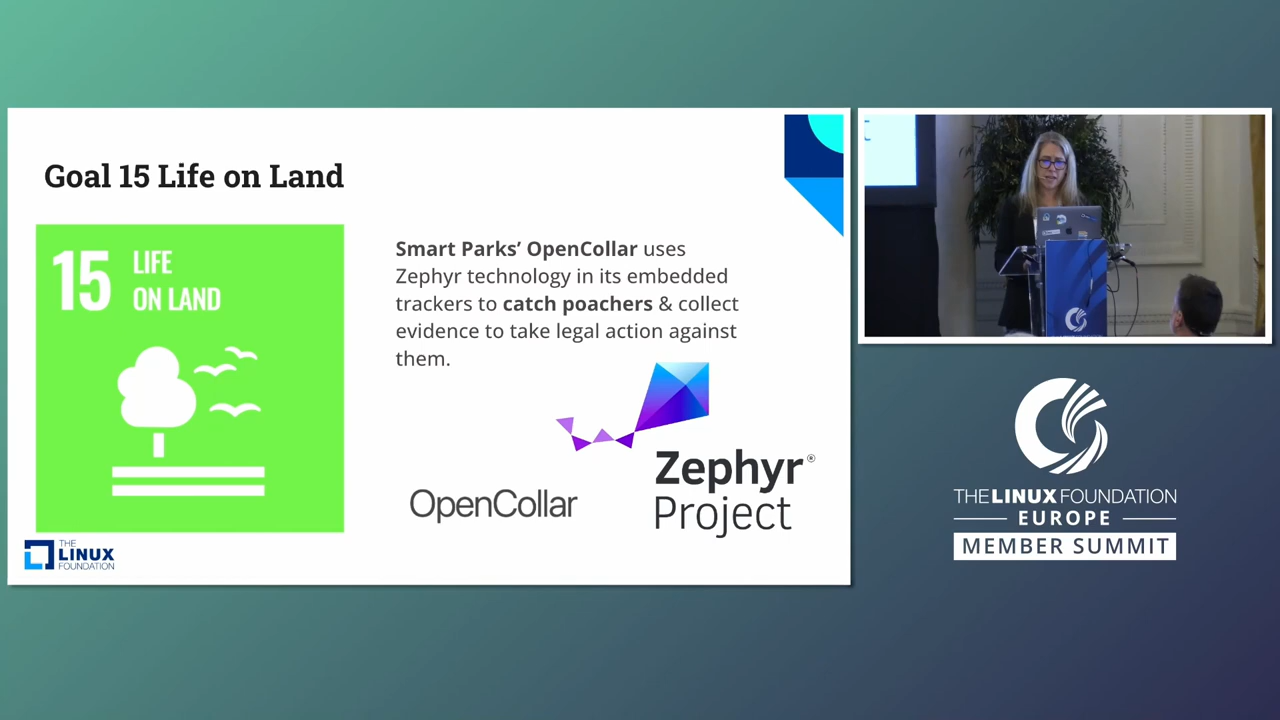 Goal 15 Life on Land
15 LIFE
ON LAND
Smart Parks’ OpenCollar uses
Zephyr technology in its embedded
trackers to catch poachers & collect
evidence to take legal action against
them.
Zephyr®
Project
OpenCollar
THE
LINUX
FOUNDATION
THE LINUX FOUNDATION
EUROPE
MEMBER SUMMIT